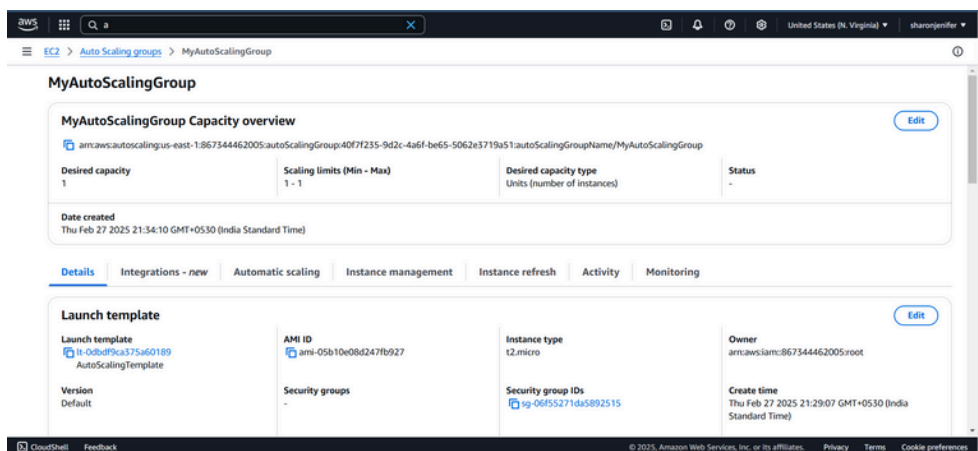 aws
a
United States (N. Virginia)
sharonjenifer
EC2 > Auto Scaling groups > MyAutoScalingGroup
MyAutoScalingGroup
MyAutoScalingGroup Capacity overview
Edit
arn:aws:autoscaling:us-east-1:867344462005:autoScalingGroup:40f7f235-9d2c-4a6f-be65-5062e3719a51:autoScalingGroupName/MyAutoScalingGroup
Desired capacity
1
Scaling limits (Min - Max)
1 - 1
Desired capacity type
Units (number of instances)
Status
-
Date created
Thu Feb 27 2025 21:34:10 GMT+0530 (India Standard Time)
Details
Integrations - new
Automatic scaling
Instance management
Instance refresh
Activity
Monitoring
Launch template
Edit
Launch template
lt-0dbdf9ca375a60189
AutoScalingTemplate
AMI ID
ami-05b10e08d247fb927
Instance type
t2.micro
Owner
arn:aws:iam::867344462005:root
Version
Default
Security groups
-
Security group IDs
sg-06f55271da5892515
Create time
Thu Feb 27 2025 21:29:07 GMT+0530 (India
Standard Time)
CloudShell
Feedback
© 2025, Amazon Web Services, Inc. or its affiliates.
Privacy
Terms
Cookie preferences